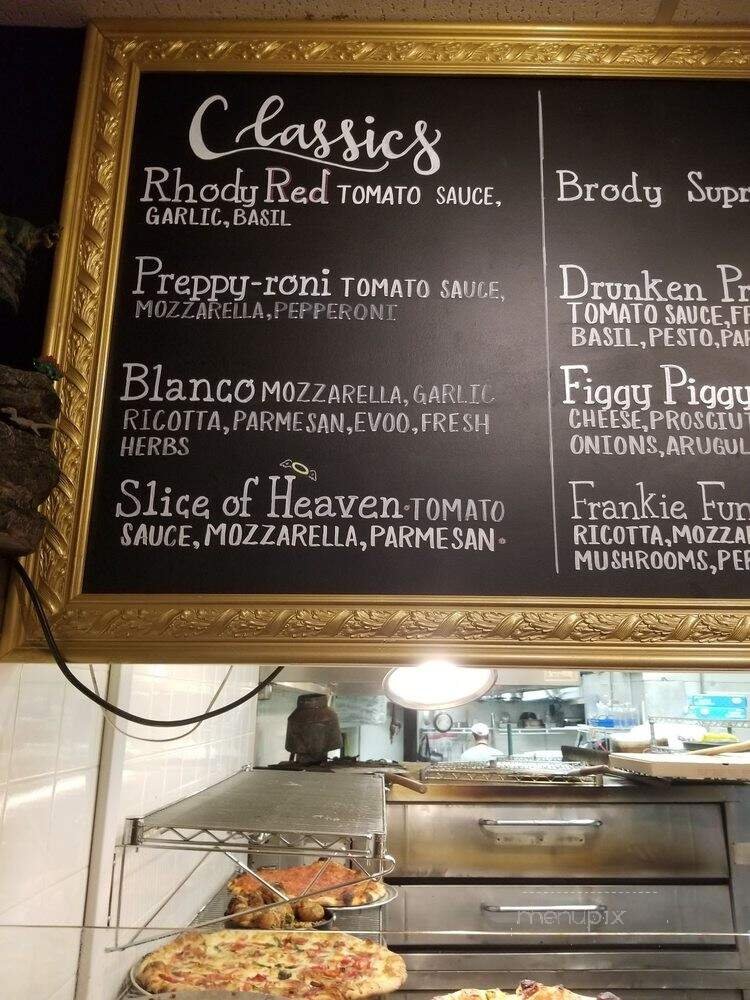 Classics
Rhody Red TOMATO SAUCE,
GARLIC, BASIL
Preppy-roni TOMATO SAUCE,
MOZZARELLA, PEPPERONI
Blanco MOZZARELLA, GARLIC
RICOTTA, PARMESAN, EVOO, FRESH
HERBS
Slice of Heaven·TOMATO
SAUCE, MOZZARELLA, PARMESAN·
Brody
Drunken
TOMATO SAUCE,
BASIL, PESTO,
Figgy Piggy
CHEESE,
ONIONS,
Frankie
RICOTTA,
MUSHROOMS,
menupix